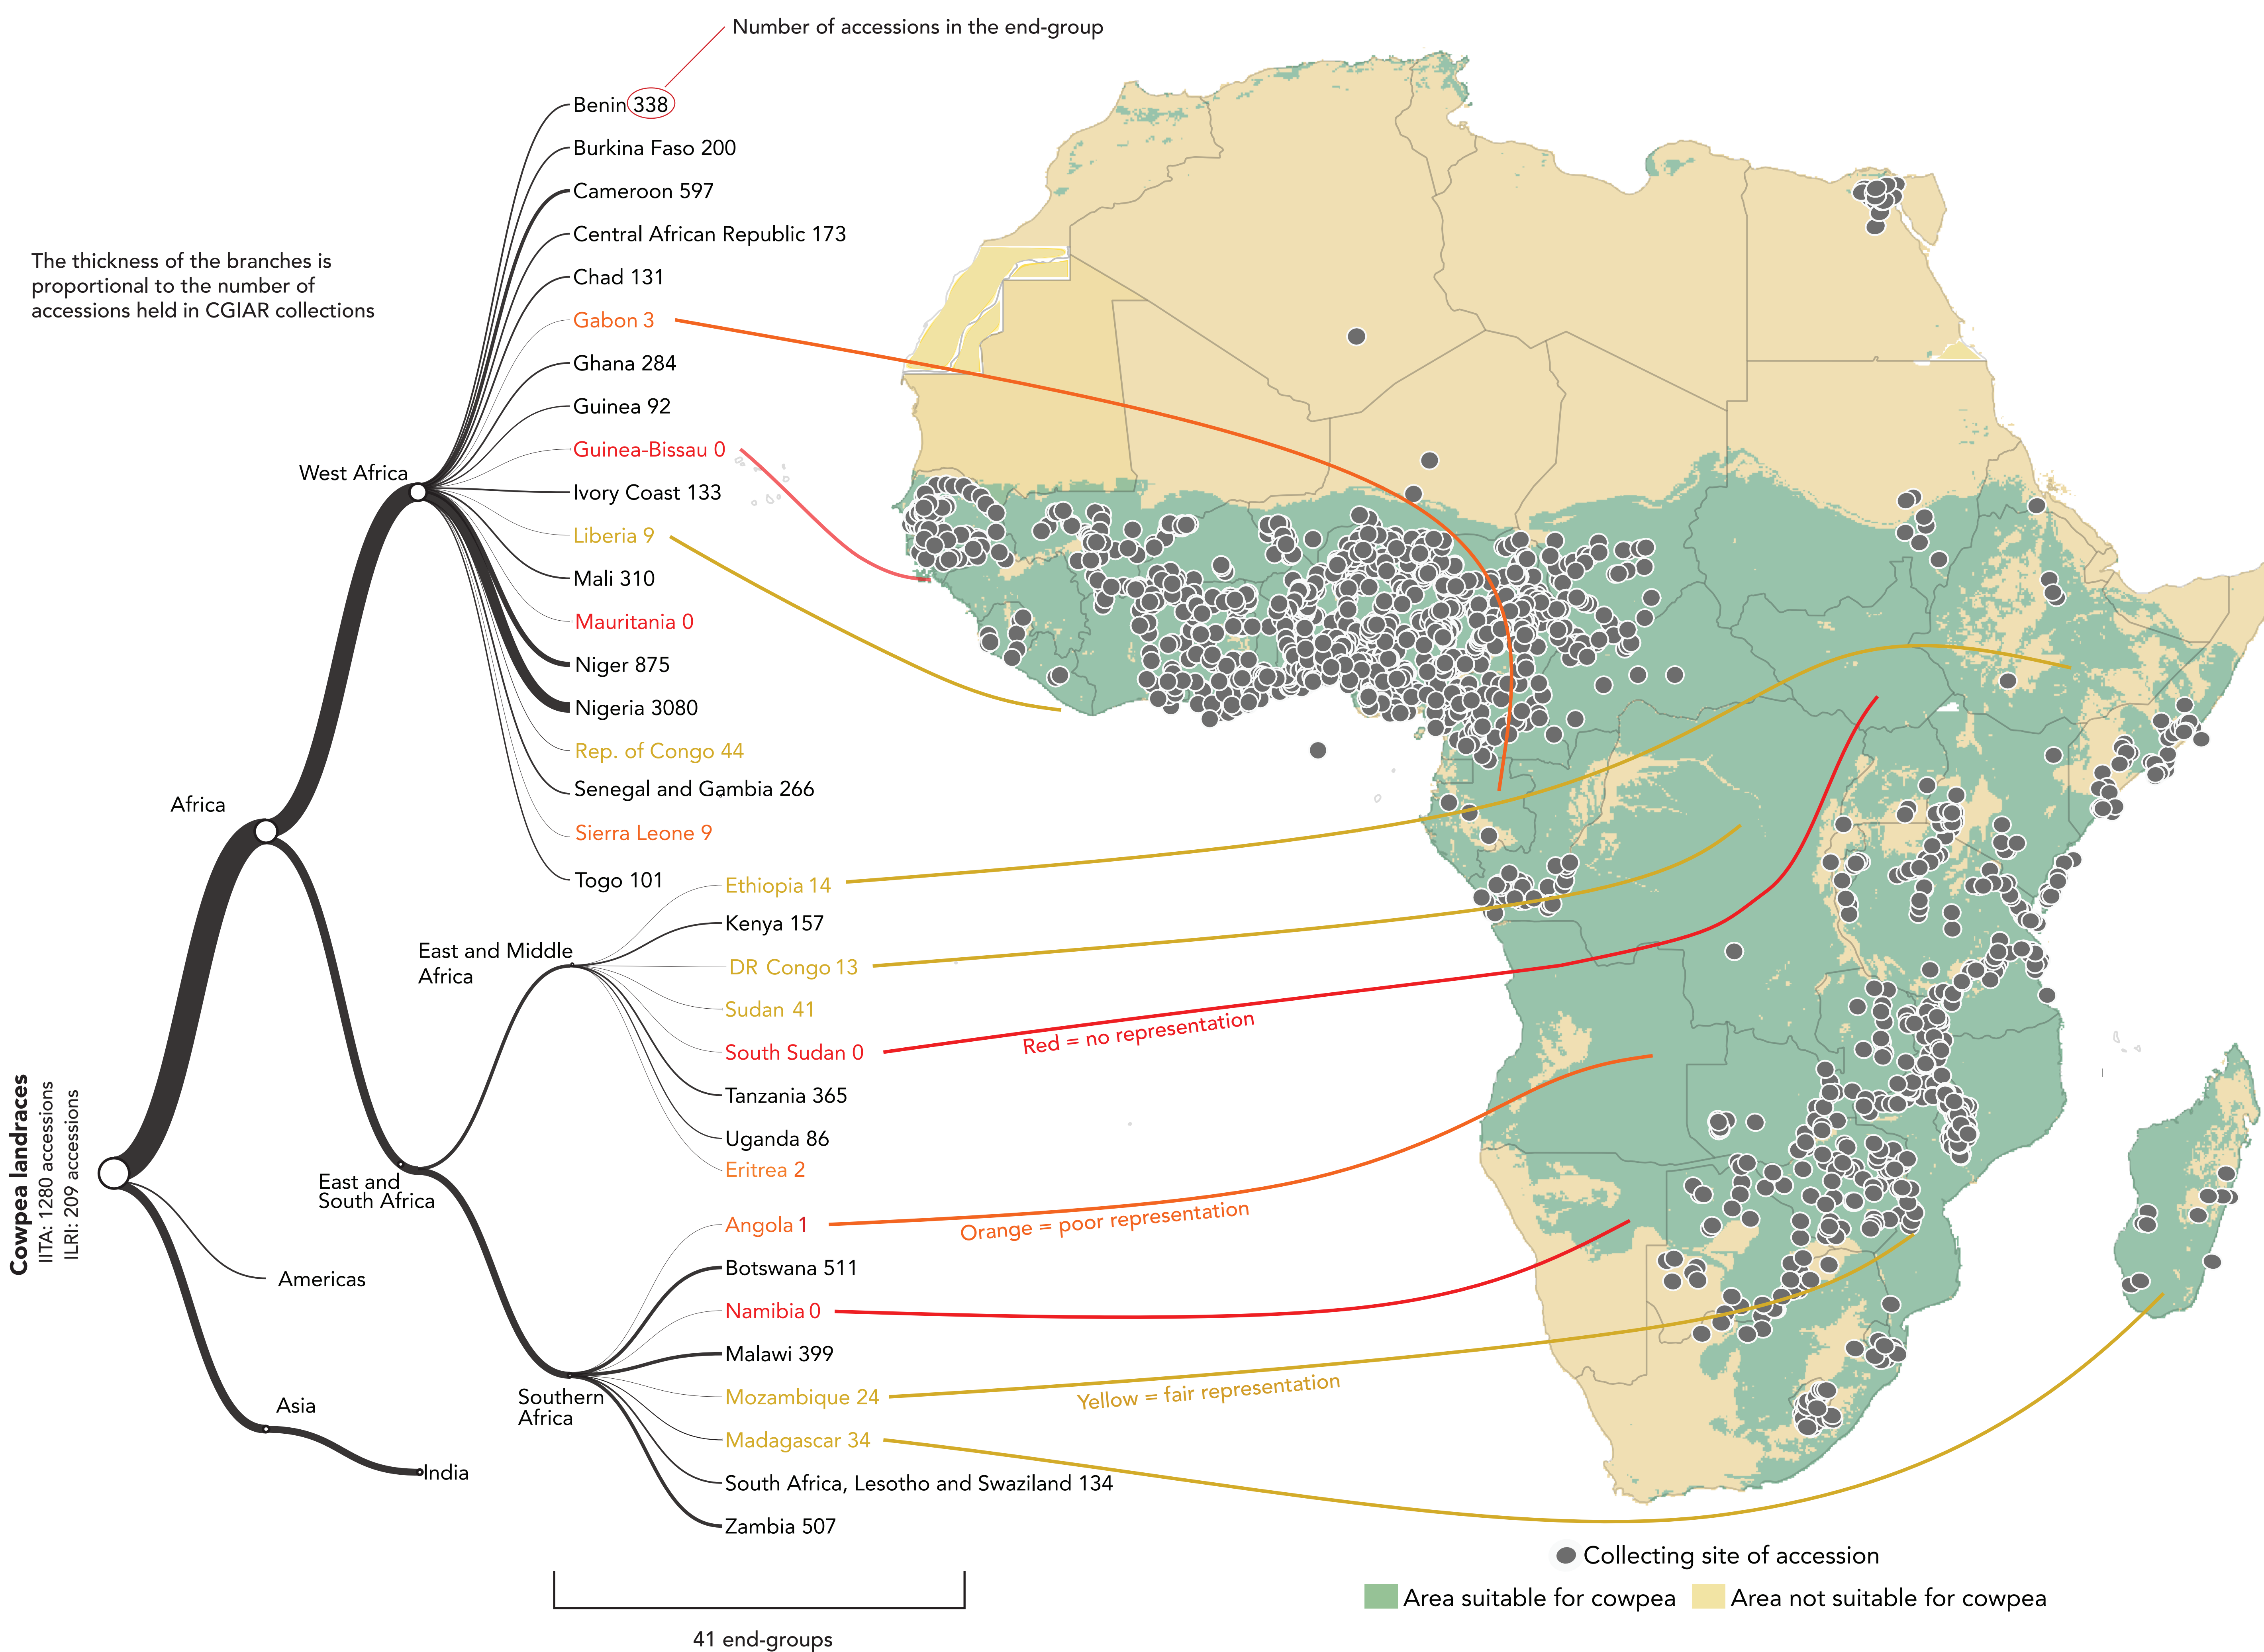 Number of accessions in the end-group
Benin 338
Burkina Faso 200
Cameroon 597
Central African Republic 173
The thickness of the branches is
proportional to the number of
accessions held in CGIAR collections
Chad 131
Gabon 3
Ghana 284
Guinea 92
Guinea-Bissau 0
West Africa
Ivory Coast 133
Liberia 9
Mali 310
Mauritania 0
Niger 875
Nigeria 3080
Rep. of Congo 44
Senegal and Gambia 266
Africa
Sierra Leone 9
Togo 101
Ethiopia 14
Kenya 157
East and Middle
Africa
DR Congo 13
Sudan 41
South Sudan 0
Red = no representation
Tanzania 365
Uganda 86
Eritrea 2
East and
South Africa
Cowpea landraces
IITA: 1280 accessions
ILRI: 209 accessions
Angola 1
Orange = poor representation
Botswana 511
Americas
Namibia 0
Malawi 399
Southern
Africa
Mozambique 24
Yellow = fair representation
Asia
Madagascar 34
India
South Africa, Lesotho and Swaziland 134
Zambia 507
41 end-groups
Collecting site of accession
Area suitable for cowpea
Area not suitable for cowpea